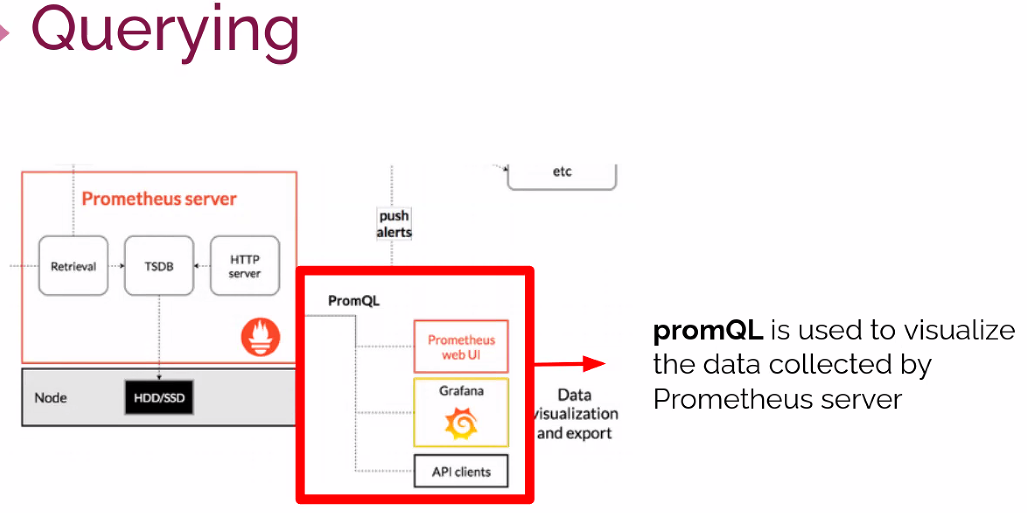 Querying
etc
Prometheus server
push
alerts
Retrieval
TSDB
HTTP
server
PromQL
Prometheus
web UI
Grafana
API clients
Node
HDD/SSD
Data
visualization
and export
promQL is used to visualize
the data collected by
Prometheus server